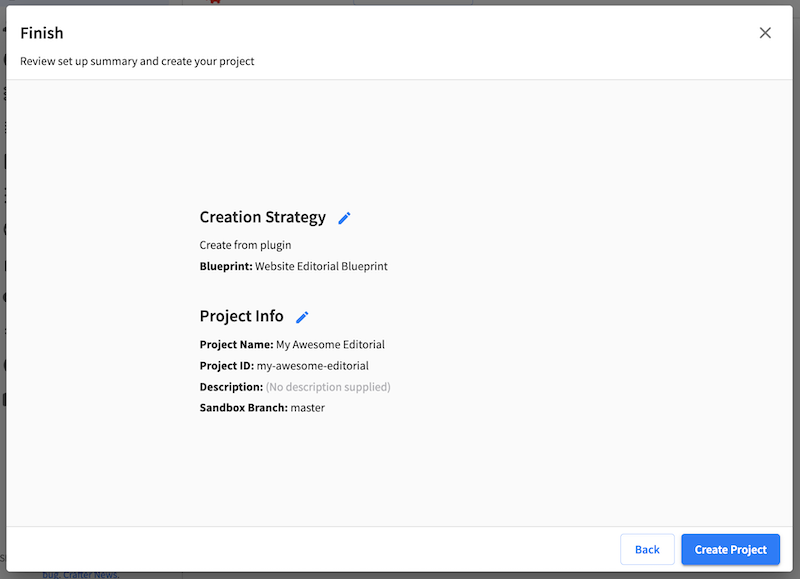 Finish
Review set up summary and create your project
Creation Strategy
Create from plugin
Blueprint: Website Editorial Blueprint
Project Info
Project Name: My Awesome Editorial
Project ID: my-awesome-editorial
Description: (No description supplied)
Sandbox Branch: master
Back
Create Project
bug, Crafter News.